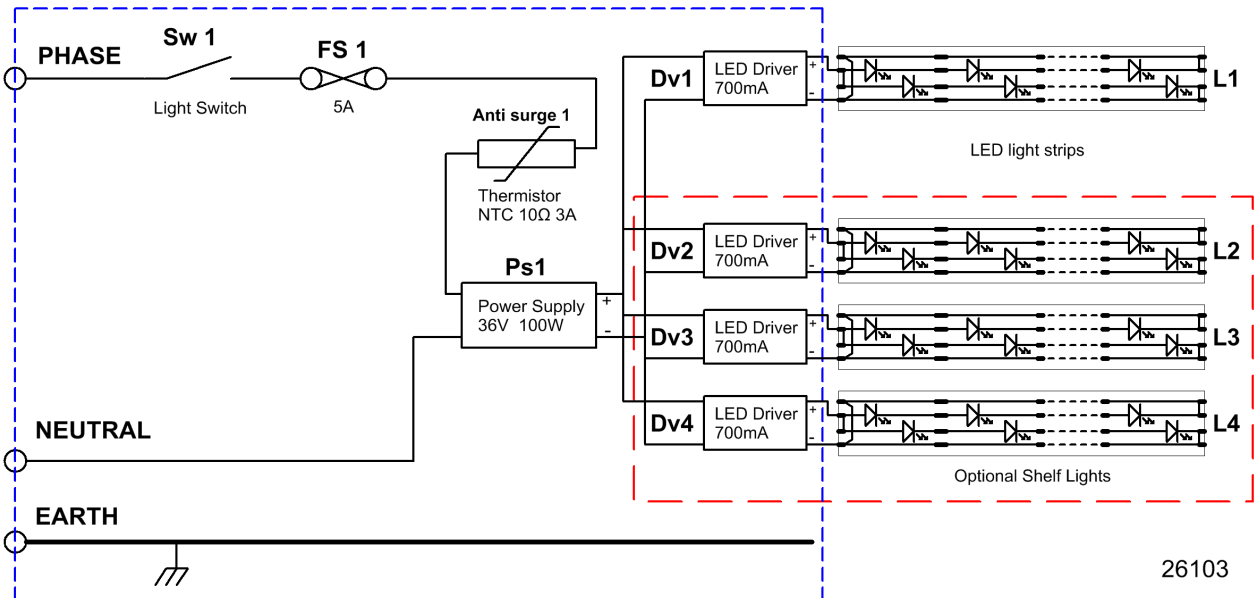 PHASE
Sw 1
Light Switch
FS 1
5A
Anti surge 1
Thermistor
NTC 10Ω 3A
Ps1
Power Supply
36V 100W
+
-
Dv1
LED Driver
700mA
+
-
L1
LED light strips
Dv2
LED Driver
700mA
+
-
L2
Dv3
LED Driver
700mA
+
-
L3
Dv4
LED Driver
700mA
+
-
L4
Optional Shelf Lights
NEUTRAL
EARTH
26103